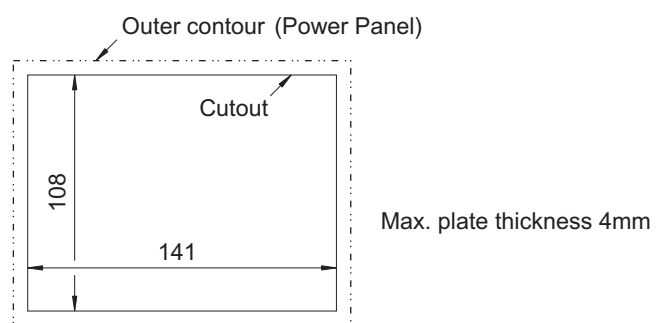 Outer contour (Power Panel)
Cutout
108
141
Max. plate thickness 4mm